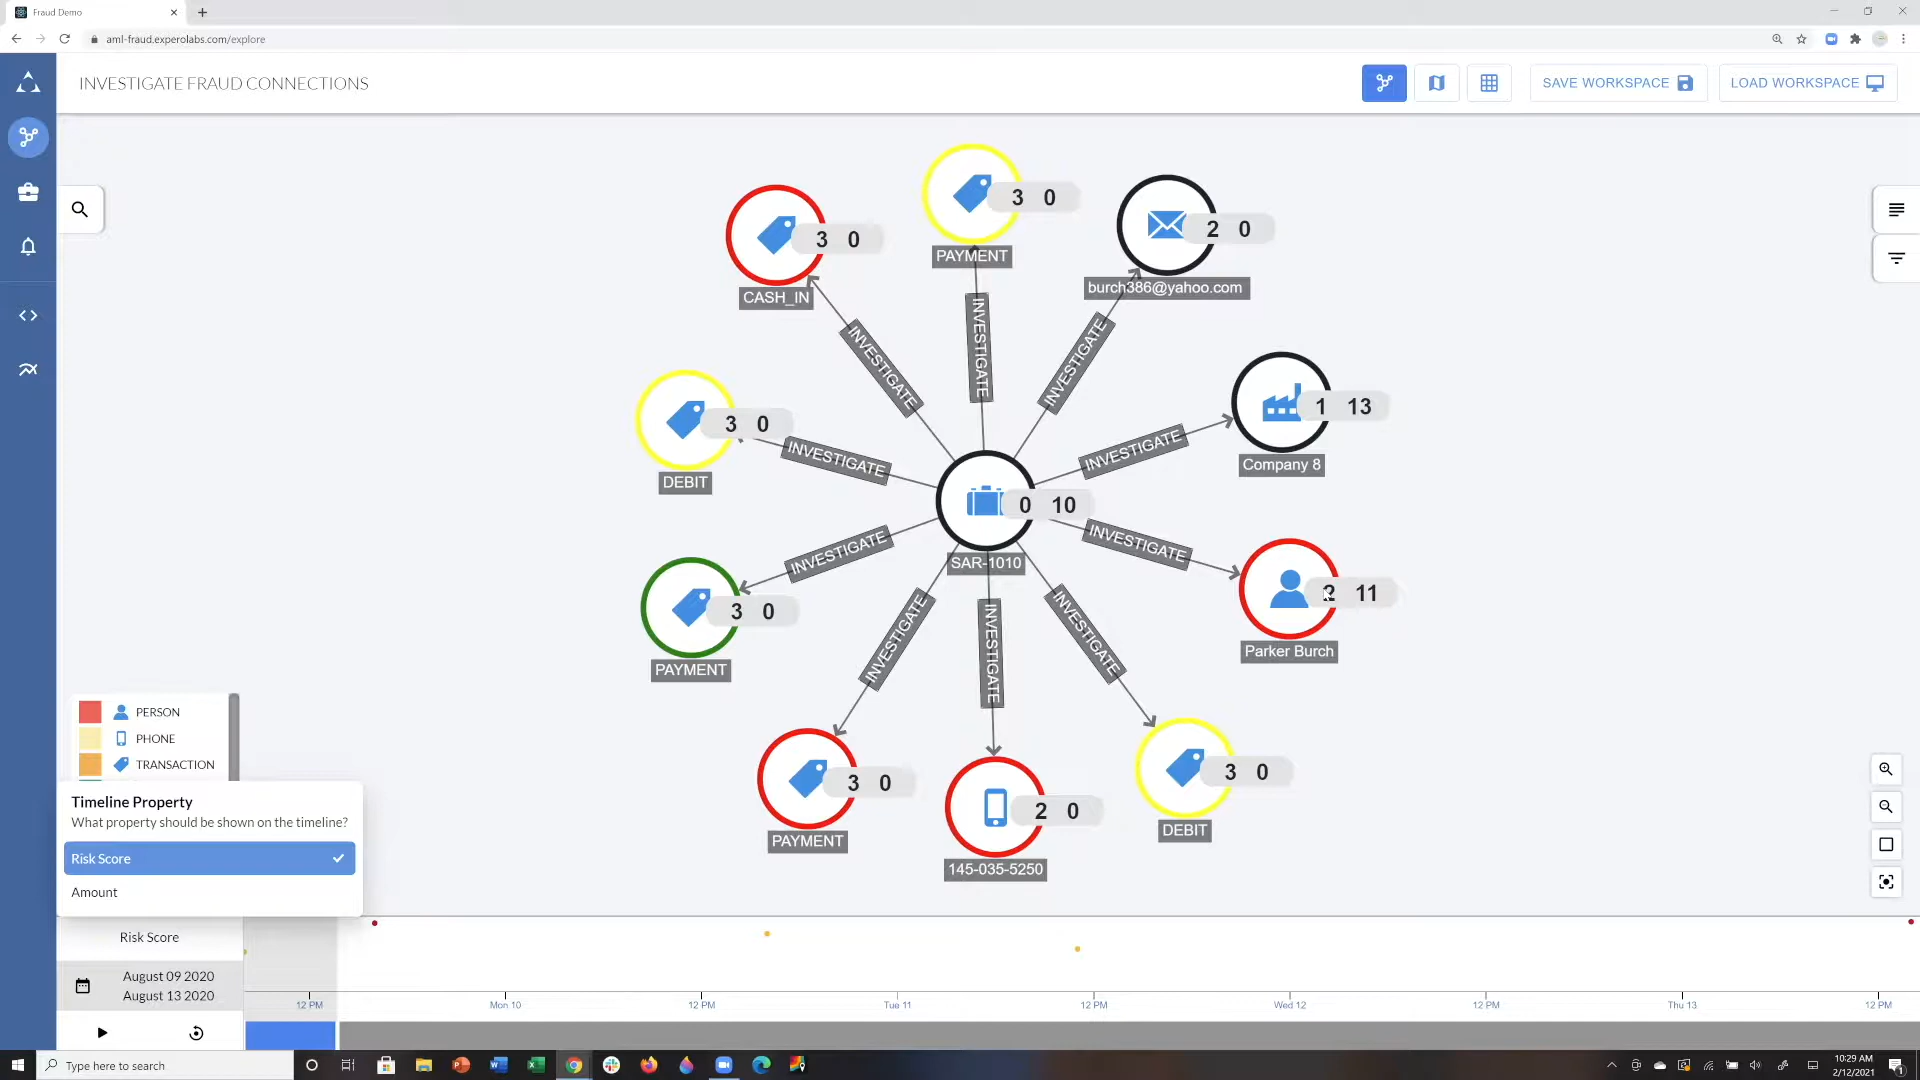 Fraud Demo
aml-fraud.experolabs.com/explore
INVESTIGATE FRAUD CONNECTIONS
SAVE WORKSPACE
LOAD WORKSPACE
3 0
PAYMENT
3 0
CASH_IN
2 0
burch386@yahoo.com
INVESTIGATE
INVESTIGATE
INVESTIGATE
3 0
DEBIT
INVESTIGATE
1 13
Company 8
INVESTIGATE
0 10
SAR-1010
INVESTIGATE
INVESTIGATE
2 11
Parker Burch
3 0
PAYMENT
INVESTIGATE
INVESTIGATE
INVESTIGATE
3 0
PAYMENT
2 0
145-035-5250
3 0
DEBIT
PERSON
PHONE
TRANSACTION
Timeline Property
What property should be shown on the timeline?
Risk Score
Amount
Risk Score
August 09 2020
August 13 2020
12 PM
Mon 10
12 PM
Tue 11
12 PM
Wed 12
12 PM
Thu 13
12 PM
Type here to search
10:29 AM
2/12/2021